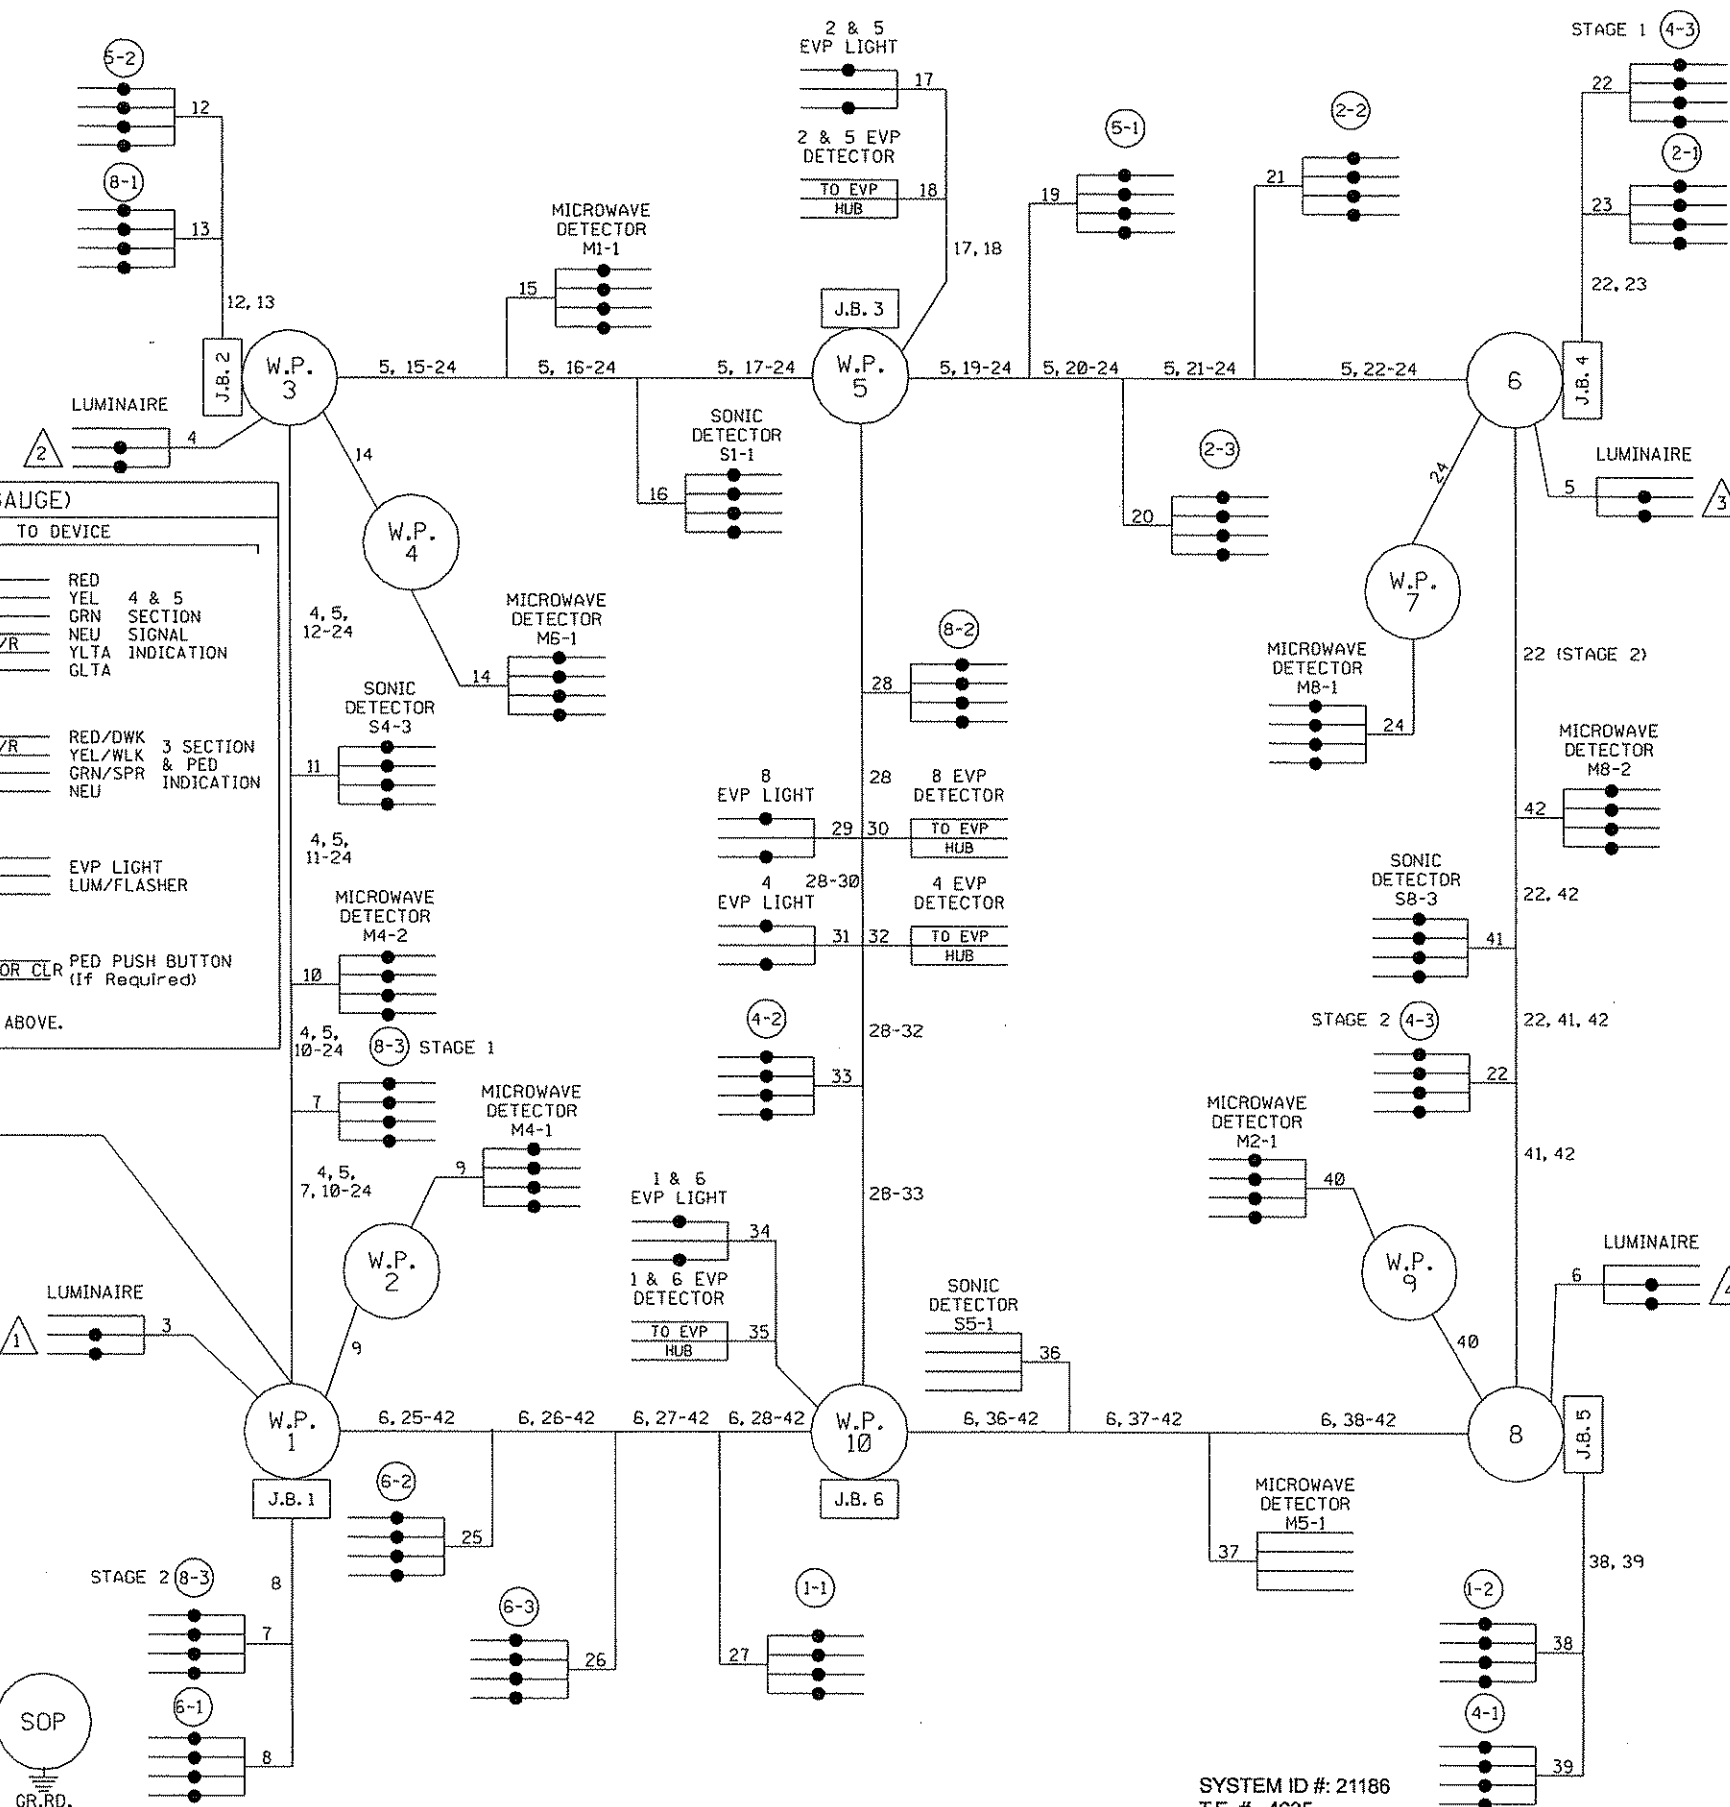 5-2
12
8-1
13
12, 13
J.B. 2
W.P.
3
LUMINAIRE
4
2
14
W.P.
4
MICROWAVE
DETECTOR
M6-1
14
5, 15-24
15
MICROWAVE
DETECTOR
M1-1
5, 16-24
16
SONIC
DETECTOR
S1-1
5, 17-24
2 & 5
EVP LIGHT
17
2 & 5 EVP
DETECTOR
TO EVP
HUB
18
17, 18
J.B. 3
W.P.
5
5, 19-24
19
5-1
5, 20-24
20
2-3
5, 21-24
21
2-2
5, 22-24
STAGE 1 4-3
22
2-1
23
22, 23
6
J.B. 4
LUMINAIRE
5
3
24
W.P.
7
MICROWAVE
DETECTOR
M8-1
24
GAUGE)
TO DEVICE
RED
YEL 4 & 5
GRN SECTION
NEU SIGNAL
/R YLTA INDICATION
GLTA
RED/DWK
/R YEL/WLK 3 SECTION
GRN/SPR & PED
NEU INDICATION
EVP LIGHT
LUM/FLASHER
OR CLR PED PUSH BUTTON
(If Required)
ABOVE.
4, 5,
12-24
SONIC
DETECTOR
S4-3
11
4, 5,
11-24
MICROWAVE
DETECTOR
M4-2
10
4, 5,
10-24
8-3 STAGE 1
7
4, 5,
7, 10-24
MICROWAVE
DETECTOR
M4-1
9
W.P.
2
9
8-2
28
28
8
EVP LIGHT
29
8 EVP
DETECTOR
30
TO EVP
HUB
28-30
4
EVP LIGHT
31
4 EVP
DETECTOR
32
TO EVP
HUB
28-32
4-2
33
28-33
1 & 6
EVP LIGHT
34
1 & 6 EVP
DETECTOR
TO EVP
HUB
35
22 (STAGE 2)
MICROWAVE
DETECTOR
M8-2
42
22, 42
SONIC
DETECTOR
S8-3
41
22, 41, 42
STAGE 2 4-3
22
41, 42
MICROWAVE
DETECTOR
M2-1
40
W.P.
9
40
LUMINAIRE
6
4
LUMINAIRE
3
1
W.P.
1
J.B. 1
6, 25-42
6, 26-42
6, 27-42
6, 28-42
W.P.
10
J.B. 6
SONIC
DETECTOR
S5-1
36
6, 36-42
6, 37-42
6, 38-42
8
J.B. 5
6-2
25
6-3
26
1-1
27
MICROWAVE
DETECTOR
M5-1
37
38, 39
1-2
38
4-1
39
STAGE 2 8-3
8
7
6-1
8
SOP
GR.RD.
SYSTEM ID #: 21186